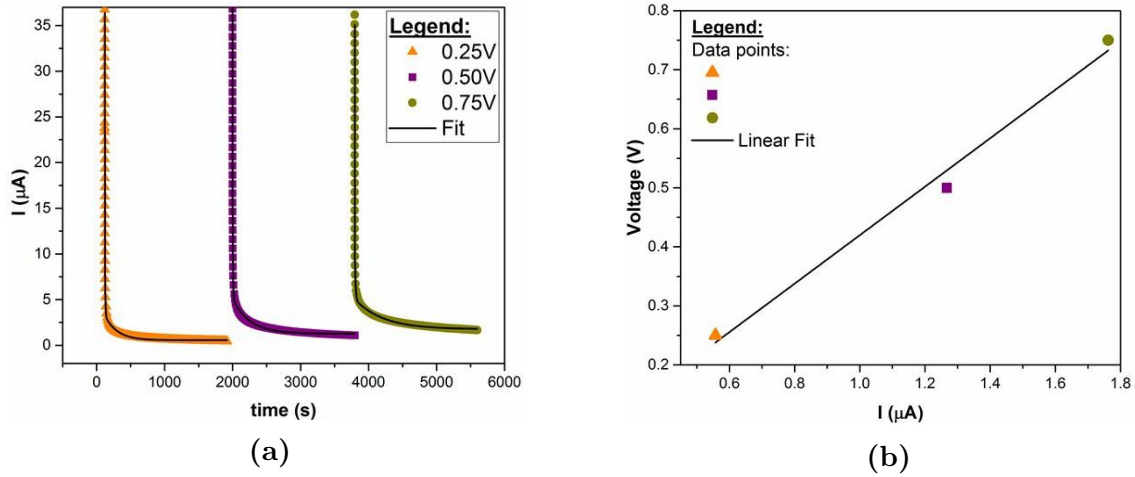 35
30
25
20
15
10
5
0
I (μA)
0
1000
2000
3000
4000
5000
6000
time (s)
Legend:
0.25V
0.50V
0.75V
Fit
(a)
0.8
0.7
0.6
0.5
0.4
0.3
0.2
Voltage (V)
0.6
0.8
1.0
1.2
1.4
1.6
1.8
I (μA)
Legend:
Data points:
Linear Fit
(b)